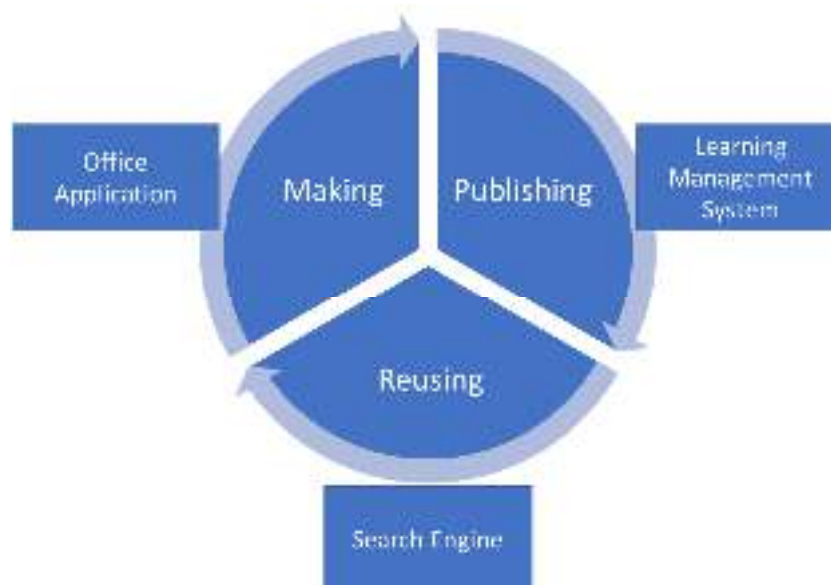 Office
Application
Making
Publishing
Learning
Management
System
Reusing
Search Engine